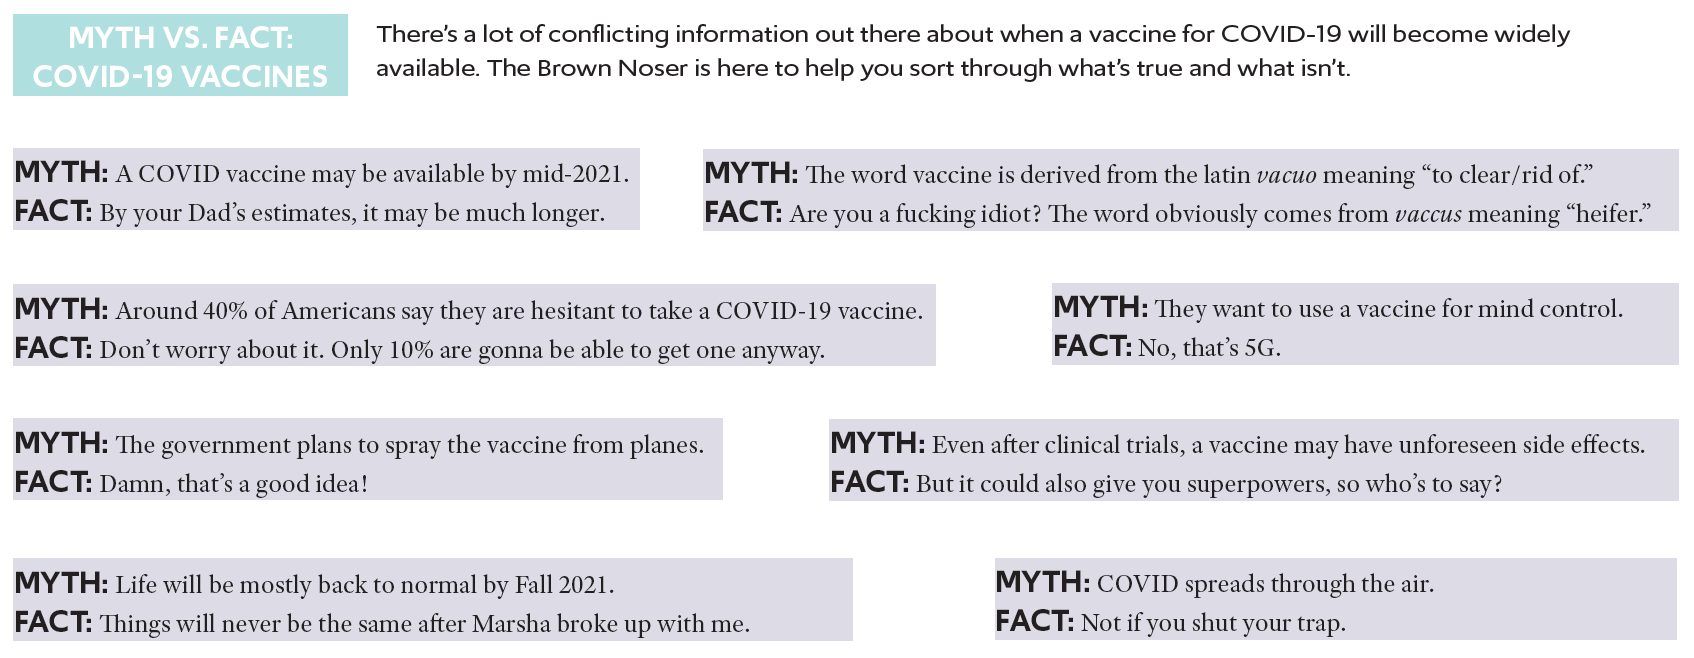 MYTH VS. FACT:
COVID-19 VACCINES
There's a lot of conflicting information out there about when a vaccine for COVID-19 will become widely
available. The Brown Noser is here to help you sort through what's true and what isn't.
MYTH: A COVID vaccine may be available by mid-2021.
FACT: By your Dad's estimates, it may be much longer.
MYTH: The word vaccine is derived from the latin vacuo meaning “to clear/rid of.”
FACT: Are you a fucking idiot? The word obviously comes from vaccus meaning “heifer.”
MYTH: Around 40% of Americans say they are hesitant to take a COVID-19 vaccine.
FACT: Don't worry about it. Only 10% are gonna be able to get one anyway.
MYTH: They want to use a vaccine for mind control.
FACT: No, that's 5G.
MYTH: The government plans to spray the vaccine from planes.
FACT: Damn, that's a good idea!
MYTH: Even after clinical trials, a vaccine may have unforeseen side effects.
FACT: But it could also give you superpowers, so who's to say?
MYTH: Life will be mostly back to normal by Fall 2021.
FACT: Things will never be the same after Marsha broke up with me.
MYTH: COVID spreads through the air.
FACT: Not if you shut your trap.